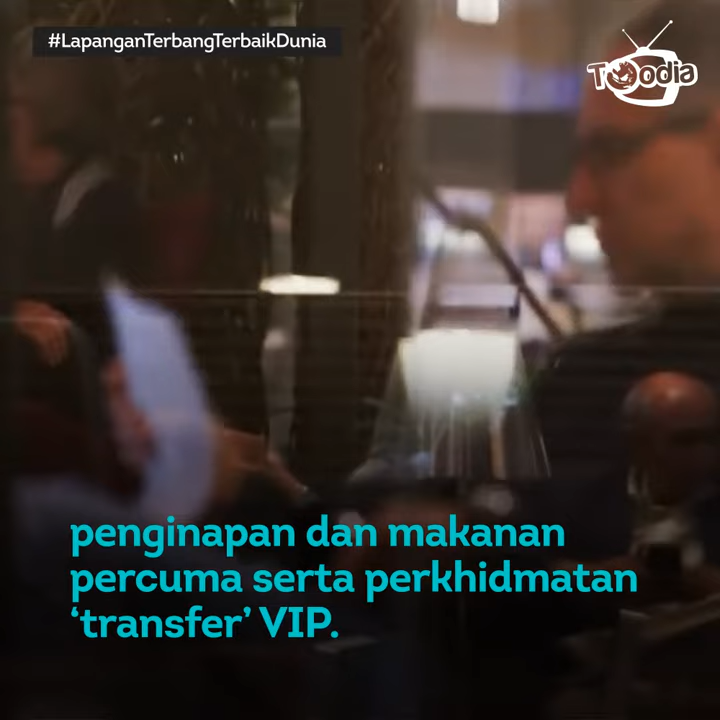 #LapanganTerbangTerbaikDunia
Toodia
penginapan dan makanan
percuma serta perkhidmatan
‘transfer’ VIP.